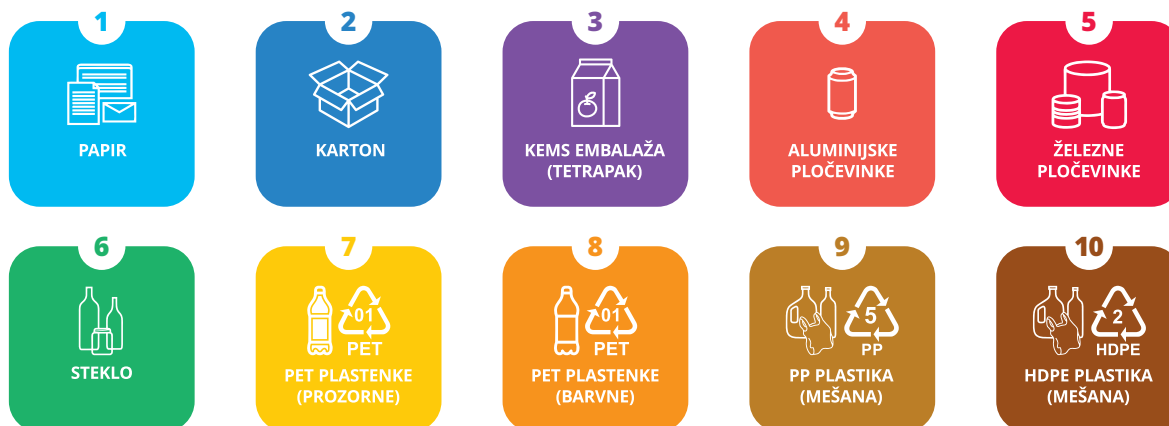 1
PAPIR
2
KARTON
3
KEMS EMBALAŽA
(TETRAPAK)
4
ALUMINIJSKE
PLOČEVINKE
5
ŽELEZNE
PLOČEVINKE
6
STEKLO
7
01
PET
PET PLASTENKE
(PROZORNE)
8
01
PET
PET PLASTENKE
(BARVNE)
9
5
PP
PP PLASTIKA
(MEŠANA)
10
2
HDPE
HDPE PLASTIKA
(MEŠANA)